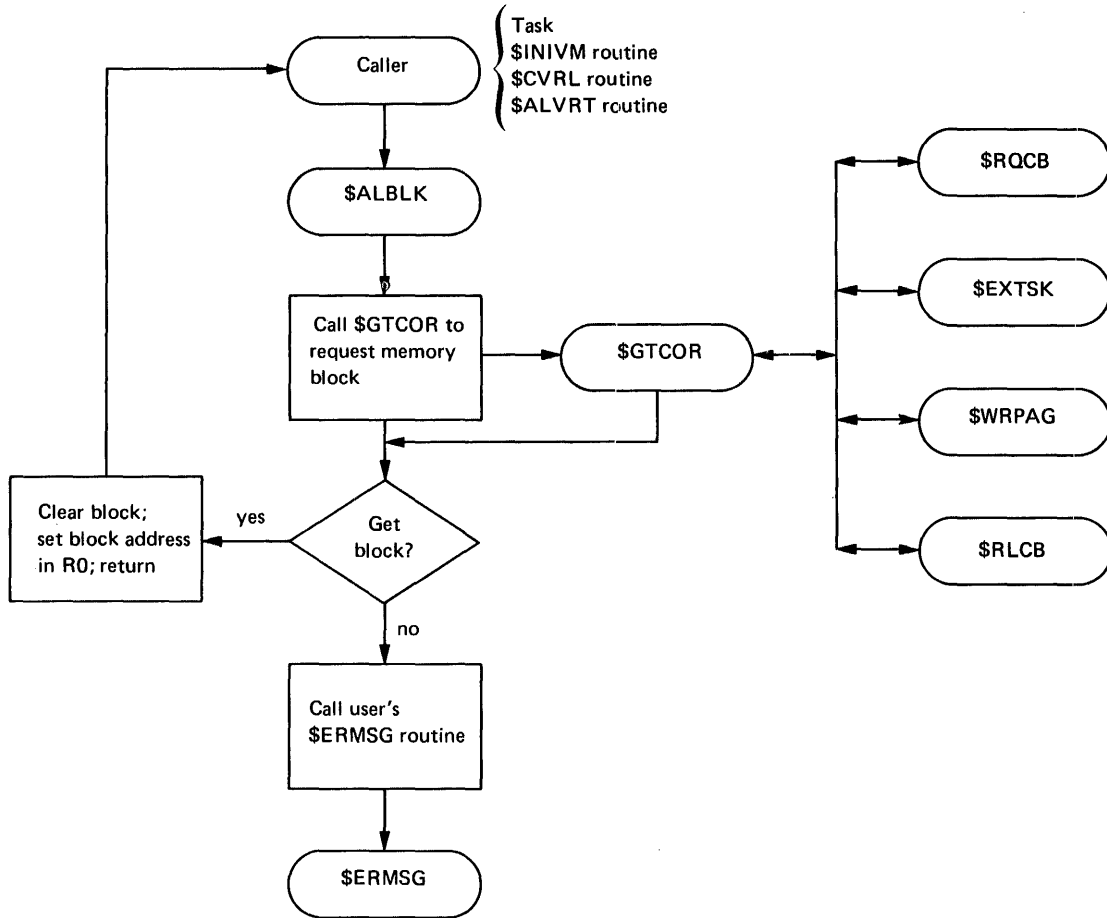 Caller
Task
$INIVM routine
$CVRL routine
$ALVRT routine
$ALBLK
Call $GTCOR to
request memory
block
$GTCOR
$RQCB
$EXTSK
$WRPAG
$RLCB
Get
block?
yes
Clear block;
set block address
in R0; return
no
Call user's
$ERMSG routine
$ERMSG